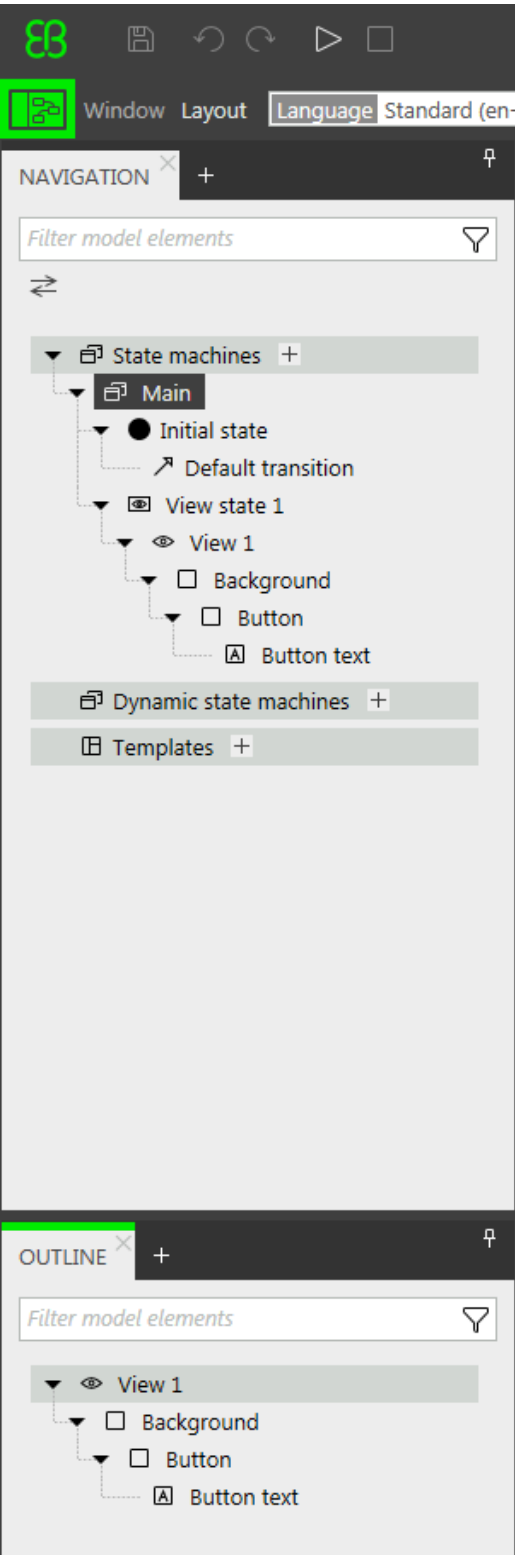 EB
Window Layout Language Standard (en-
NAVIGATION
Filter model elements
State machines
Main
Initial state
Default transition
View state 1
View 1
Background
Button
A Button text
Dynamic state machines
Templates
OUTLINE
Filter model elements
View 1
Background
Button
A Button text